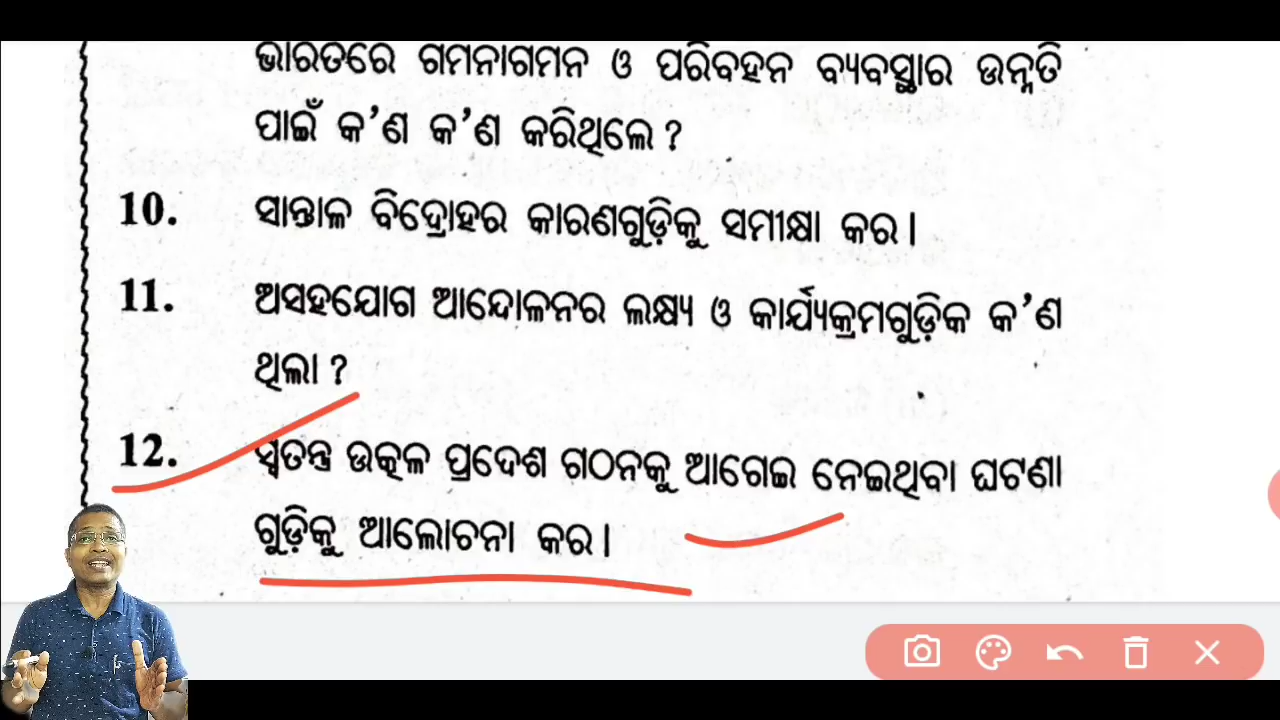 ଭାରତରେ ଗମନାଗମନ ଓ ପରିବହନ ବ୍ୟବସ୍ଥାର ଉନ୍ନତି
ପାଇଁ କ’ଣ କ’ଣ କରିଥିଲେ ?
10. ସାନ୍ତାଳ ବିଦ୍ରୋହର କାରଣଗୁଡ଼ିକୁ ସମୀକ୍ଷା କର ।
11. ଅସହଯୋଗ ଆନ୍ଦୋଳନର ଲକ୍ଷ୍ୟ ଓ କାର୍ଯ୍ୟକ୍ରମଗୁଡ଼ିକ କ’ଣ
ଥିଲା ?
12. ସ୍ୱତନ୍ତ୍ର ଉତ୍କଳ ପ୍ରଦେଶ ଗଠନକୁ ଆଗେଇ ନେଇଥିବା ଘଟଣା
ଗୁଡ଼ିକୁ ଆଲୋଚନା କର ।